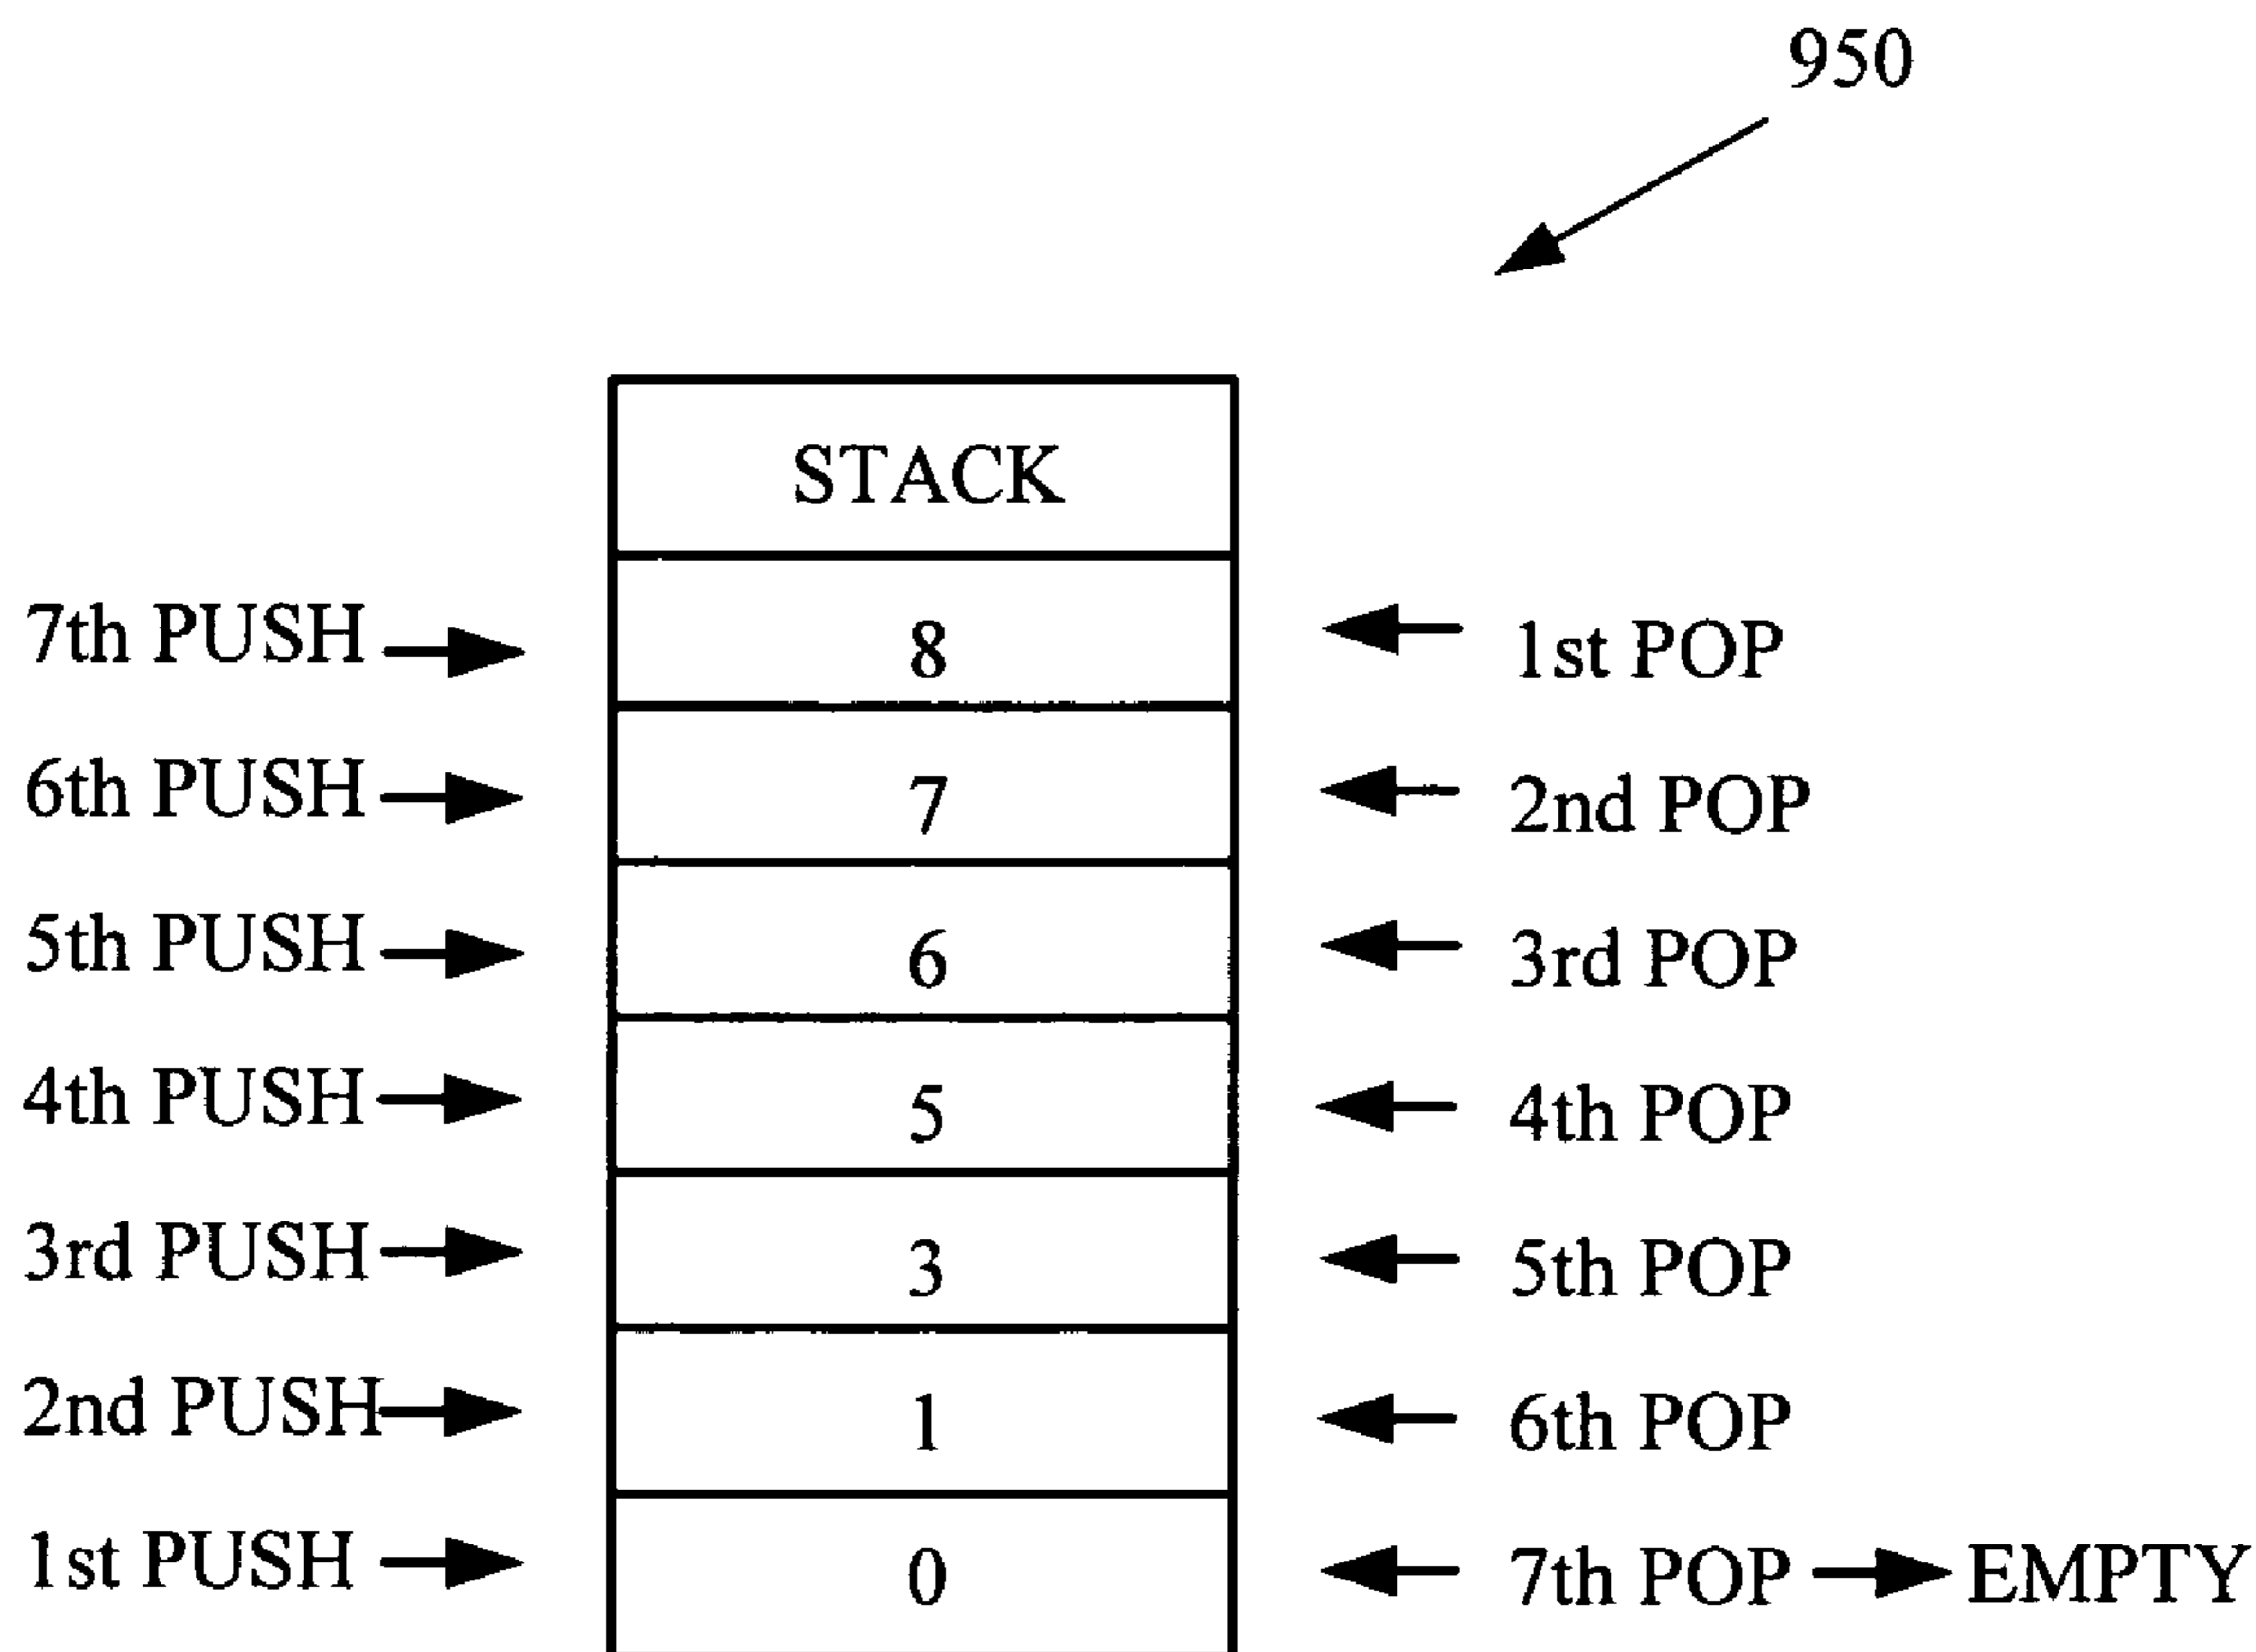 950
STACK
7th PUSH 8 1st POP
6th PUSH 7 2nd POP
5th PUSH 6 3rd POP
4th PUSH 5 4th POP
3rd PUSH 3 5th POP
2nd PUSH 1 6th POP
1st PUSH 0 7th POP EMPTY